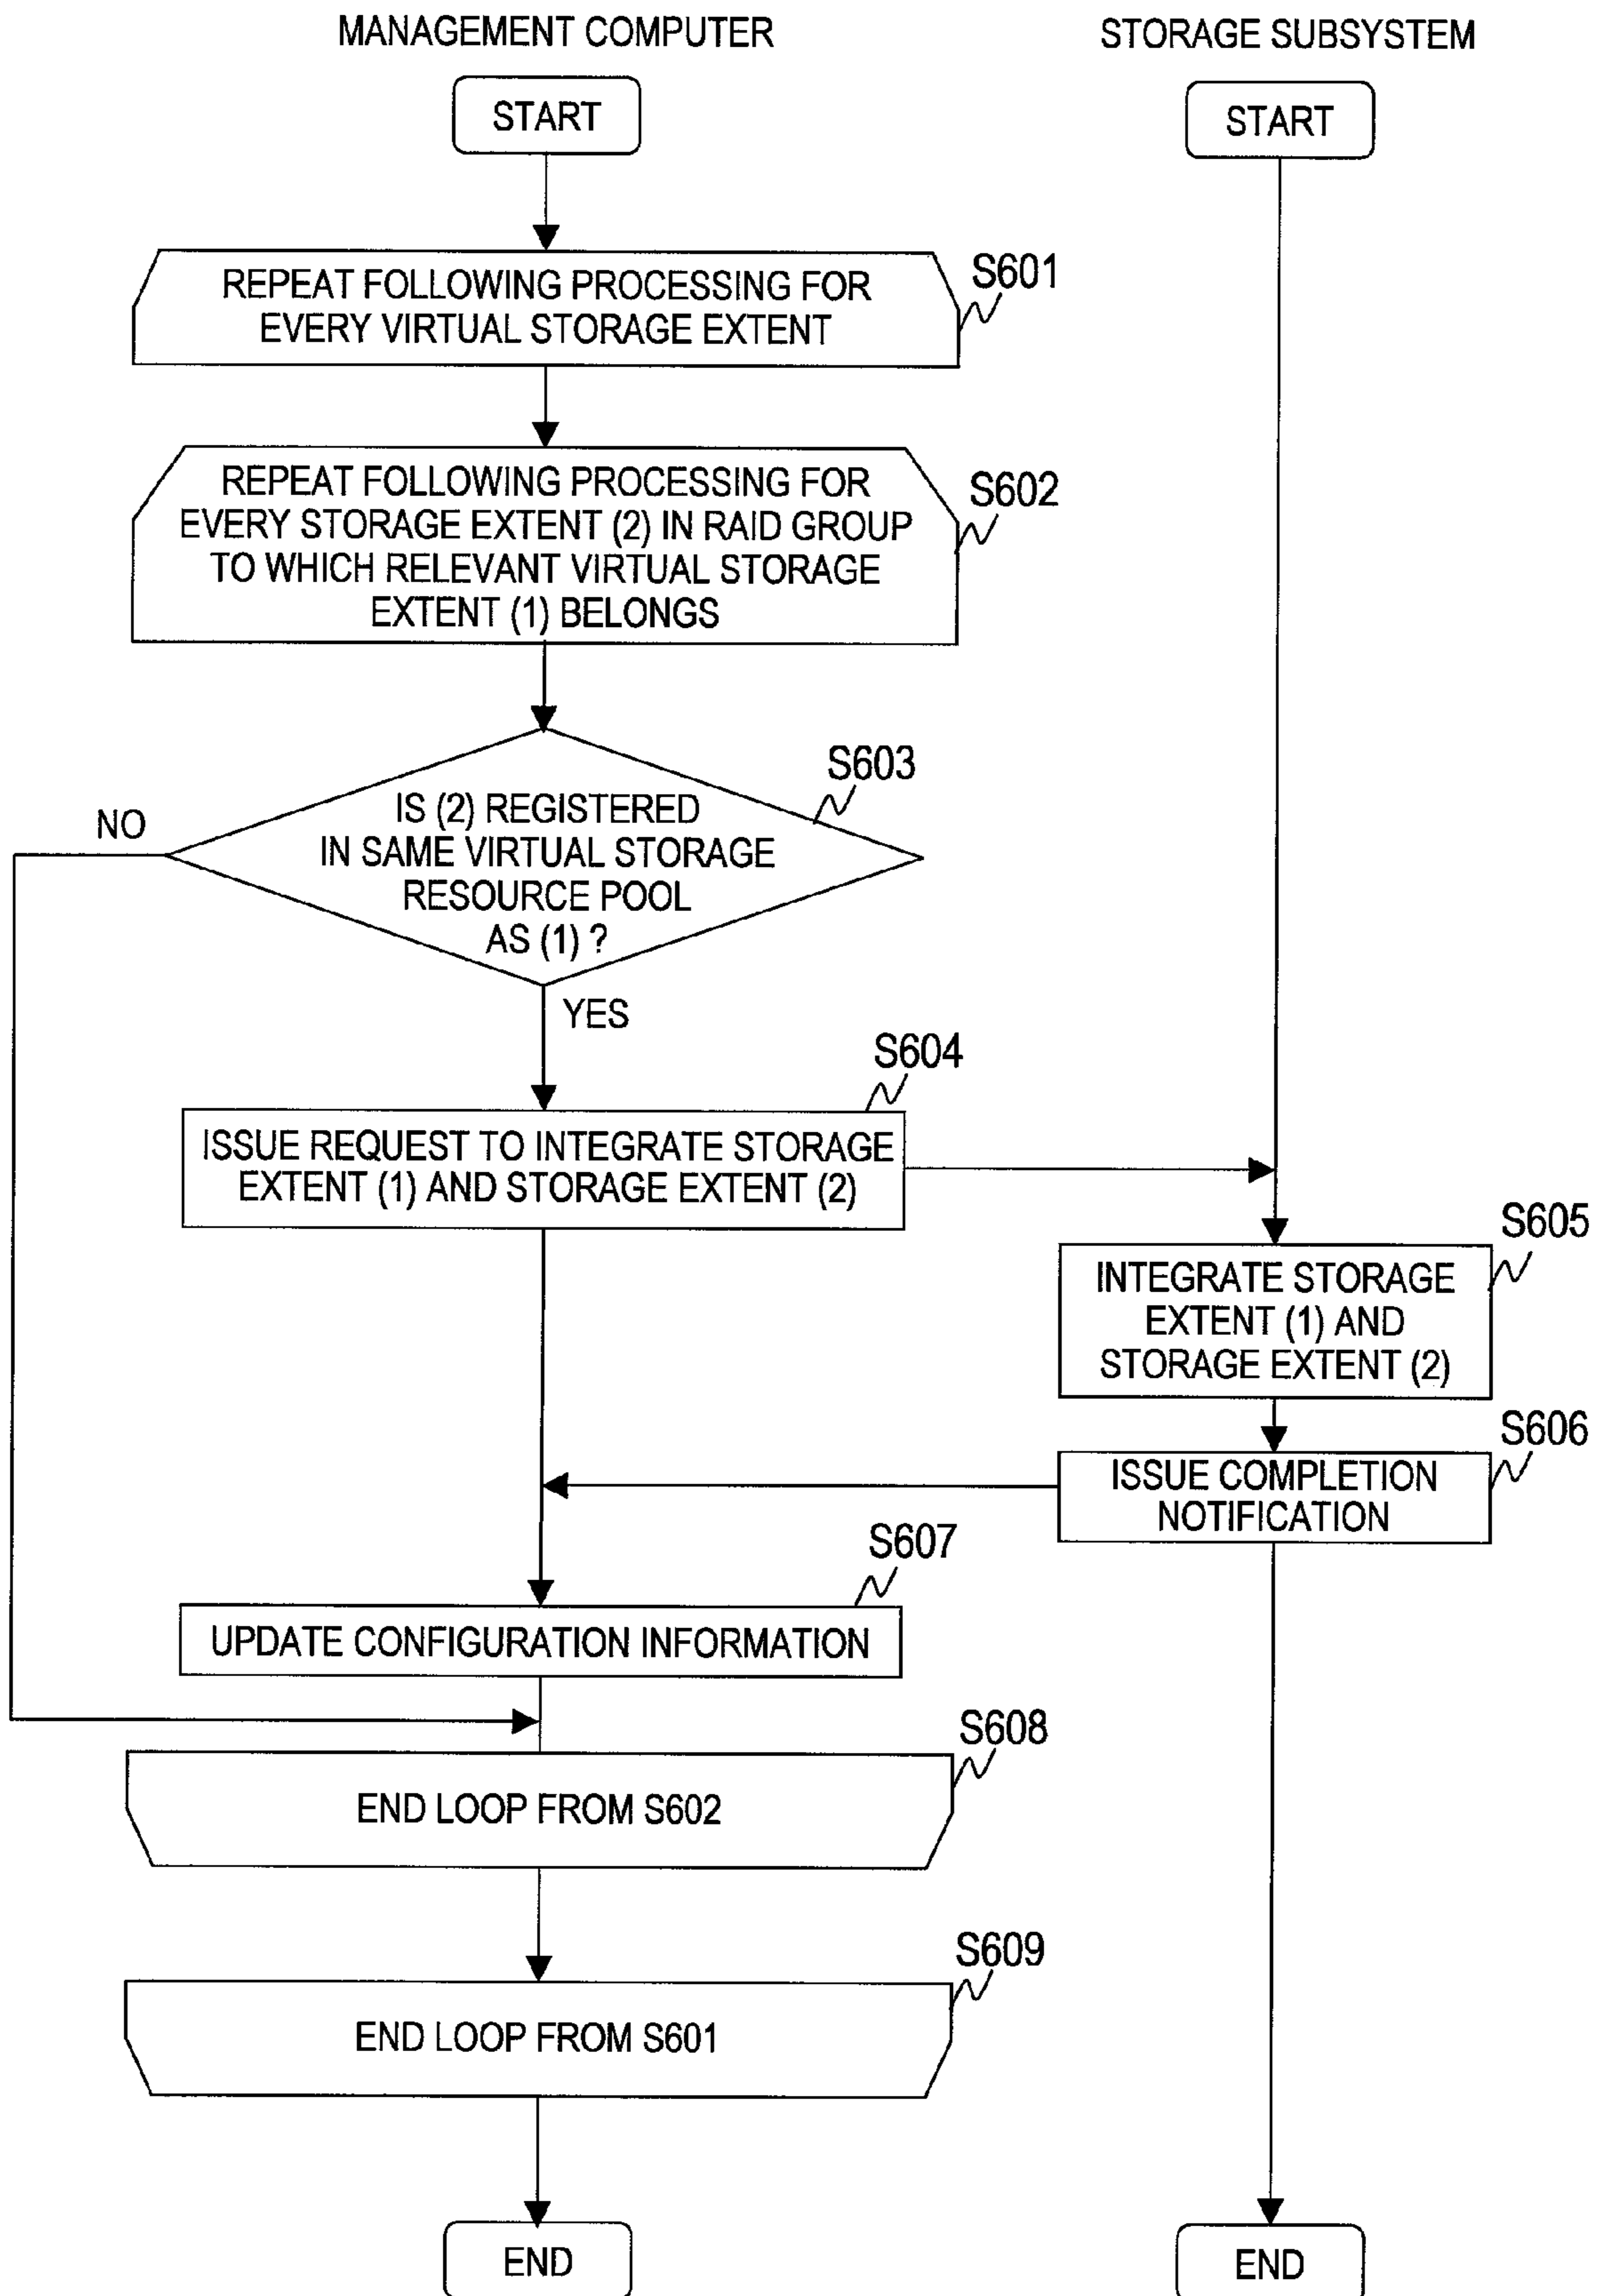 MANAGEMENT COMPUTER
STORAGE SUBSYSTEM
START
START
REPEAT FOLLOWING PROCESSING FOR
EVERY VIRTUAL STORAGE EXTENT
S601
REPEAT FOLLOWING PROCESSING FOR
EVERY STORAGE EXTENT (2) IN RAID GROUP
TO WHICH RELEVANT VIRTUAL STORAGE
EXTENT (1) BELONGS
S602
IS (2) REGISTERED
IN SAME VIRTUAL STORAGE
RESOURCE POOL
AS (1) ?
S603
NO
YES
S604
ISSUE REQUEST TO INTEGRATE STORAGE
EXTENT (1) AND STORAGE EXTENT (2)
S605
INTEGRATE STORAGE
EXTENT (1) AND
STORAGE EXTENT (2)
S606
ISSUE COMPLETION
NOTIFICATION
S607
UPDATE CONFIGURATION INFORMATION
S608
END LOOP FROM S602
S609
END LOOP FROM S601
END
END